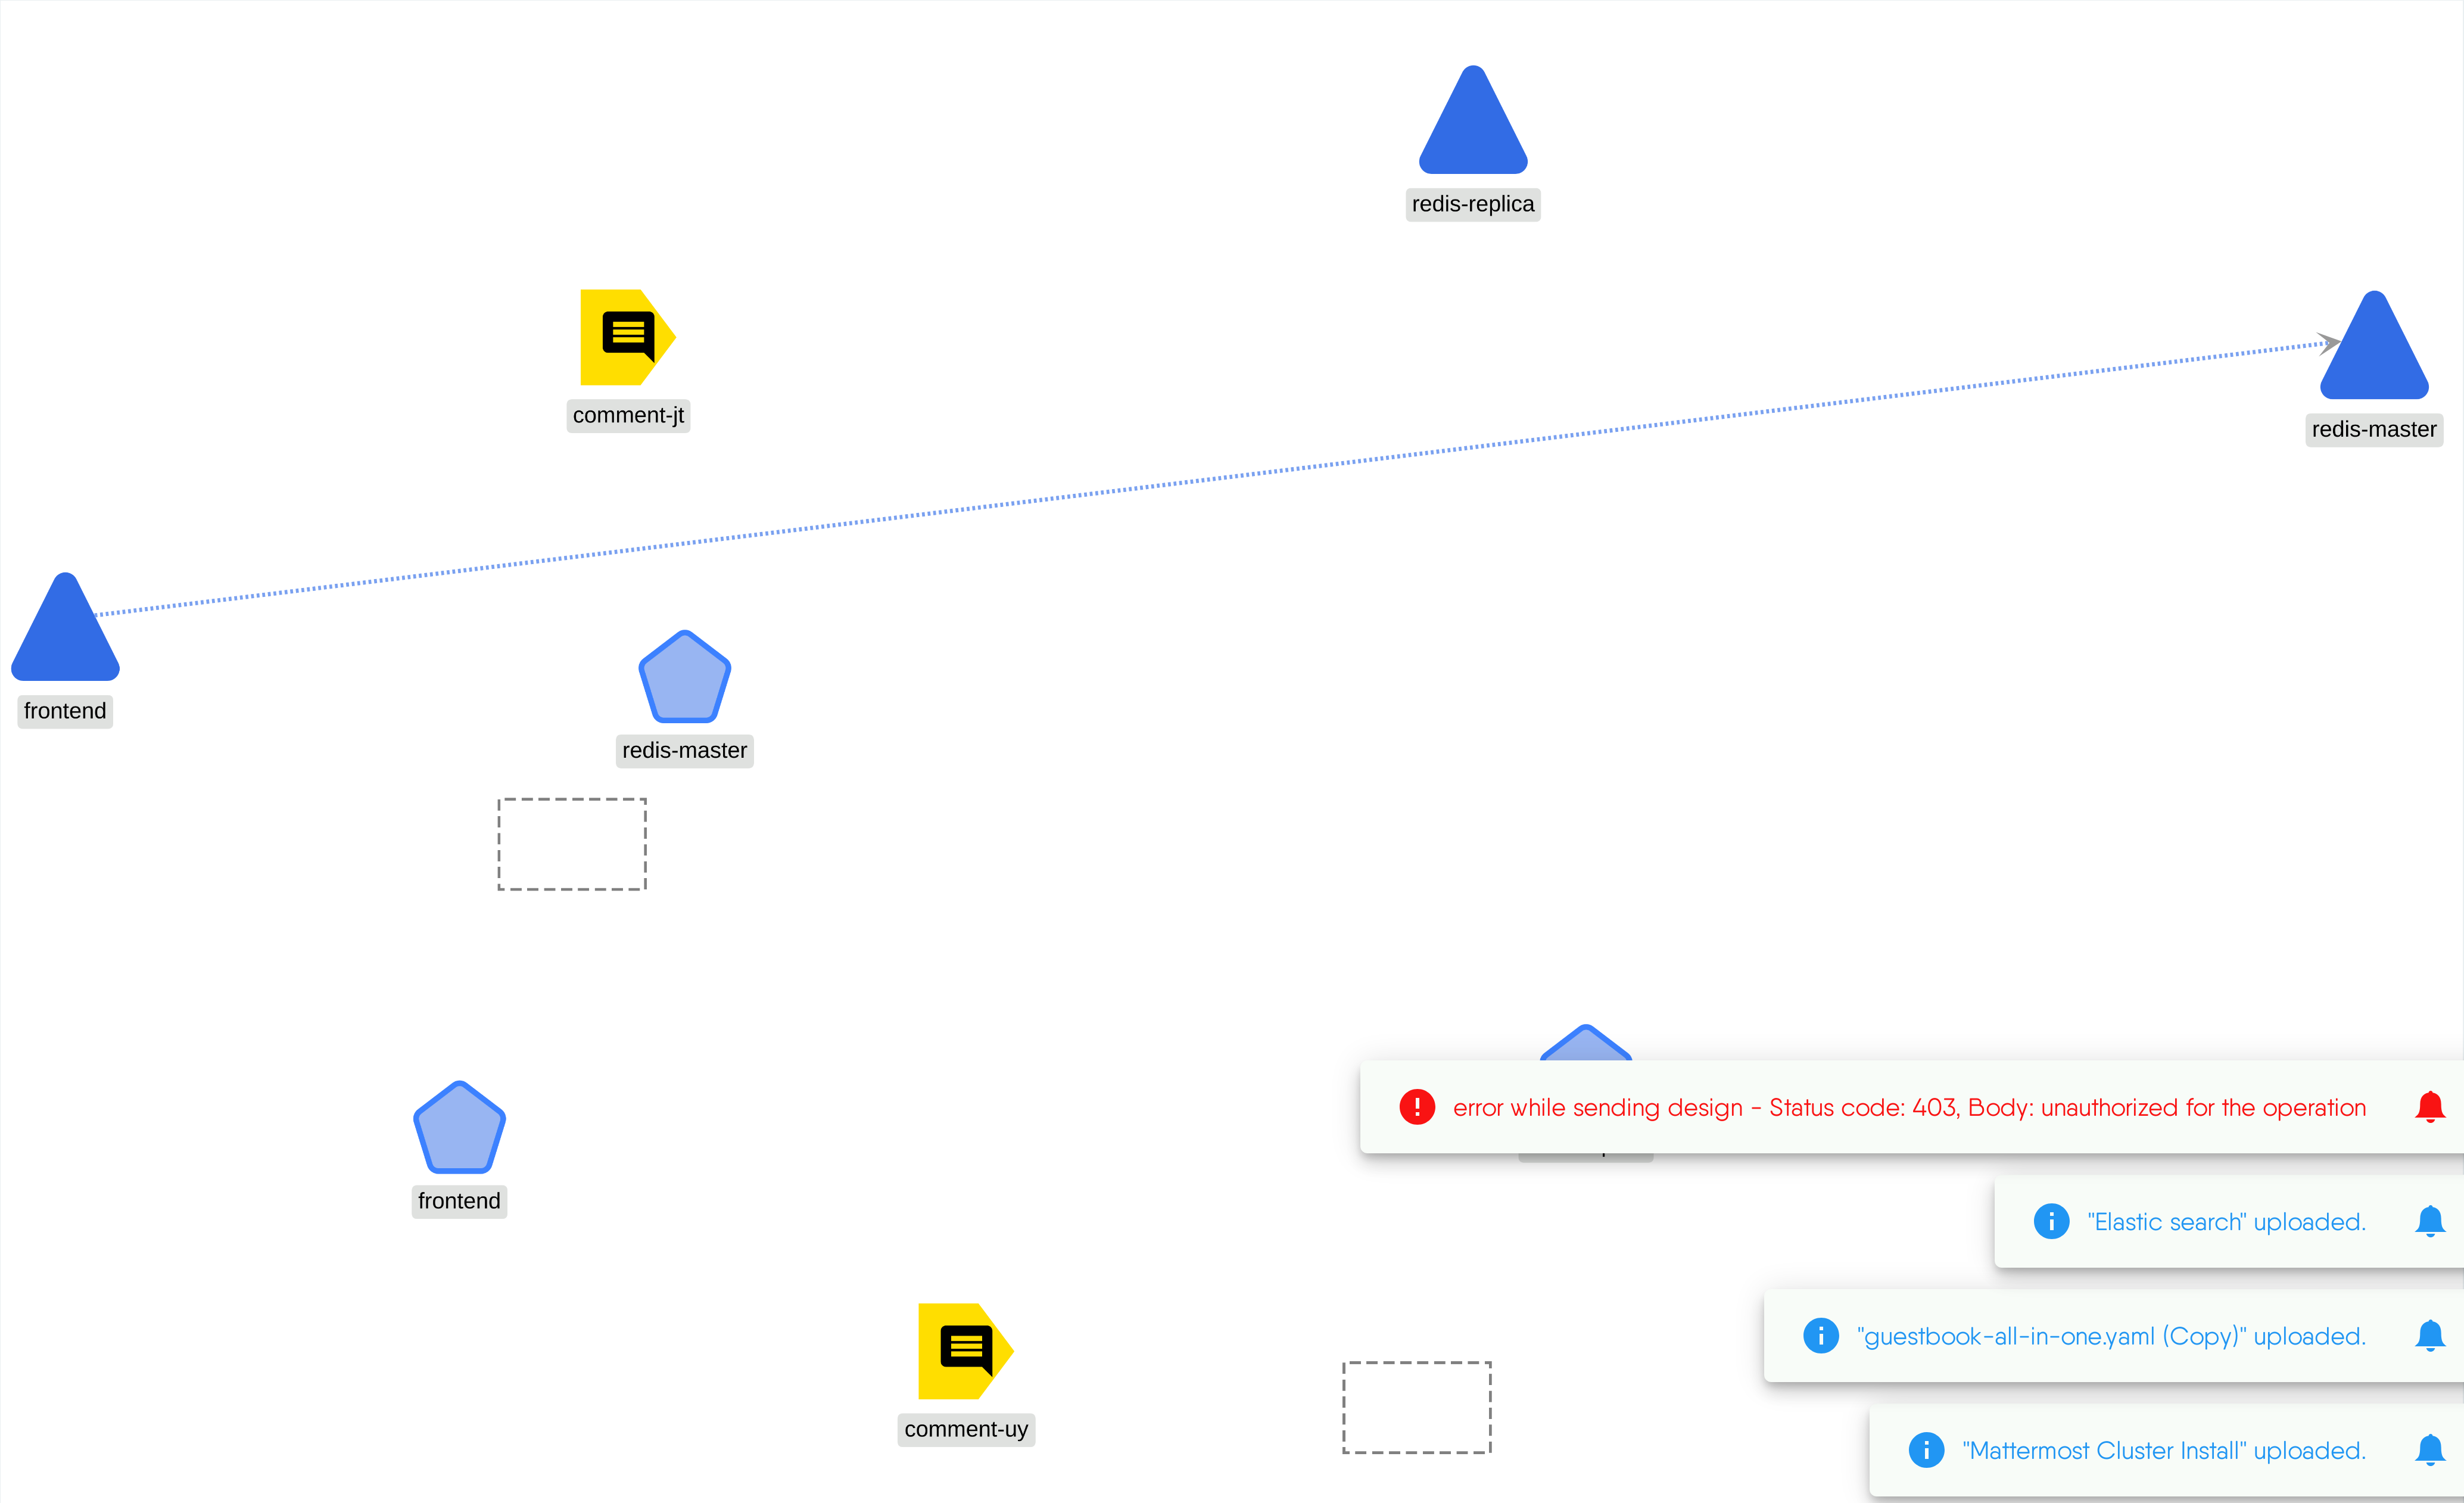 redis-replica
comment-jt
redis-master
frontend
redis-master
error while sending design - Status code: 403, Body: unauthorized for the operation
frontend
"Elastic search" uploaded.
"guestbook-all-in-one.yaml (Copy)" uploaded.
comment-uy
"Mattermost Cluster Install" uploaded.